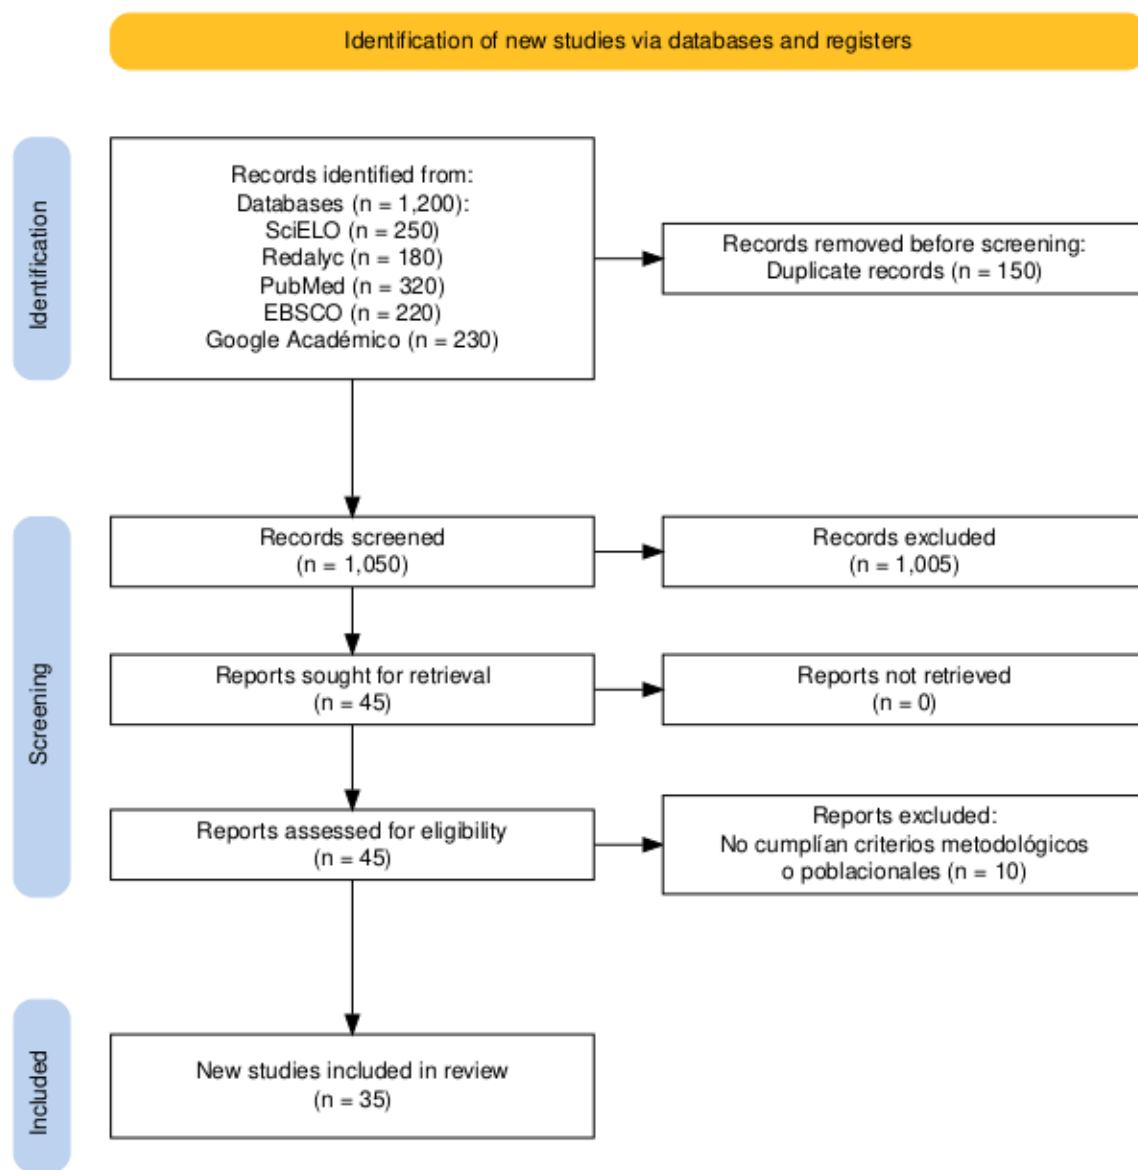 Identification of new studies via databases and registers
Identification
Records identified from:
Databases (n = 1,200):
SciELO (n = 250)
Redalyc (n = 180)
PubMed (n = 320)
EBSCO (n = 220)
Google Académico (n = 230)
Records removed before screening:
Duplicate records (n = 150)
Screening
Records screened
(n = 1,050)
Records excluded
(n = 1,005)
Reports sought for retrieval
(n = 45)
Reports not retrieved
(n = 0)
Reports assessed for eligibility
(n = 45)
Reports excluded:
No cumplían criterios metodológicos
o poblacionales (n = 10)
Included
New studies included in review
(n = 35)